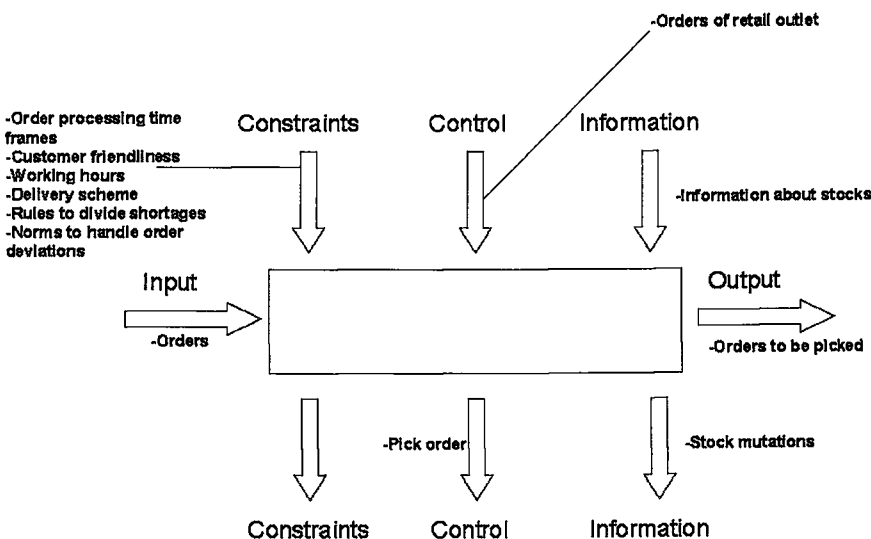 -Orders of retail outlet
-Order processing time
frames
-Customer friendliness
-Working hours
-Delivery scheme
-Rules to divide shortages
-Norms to handle order
deviations
Constraints
Control
Information
-Information about stocks
Input
-Orders
Output
-Orders to be picked
-Pick order
-Stock mutations
Constraints
Control
Information